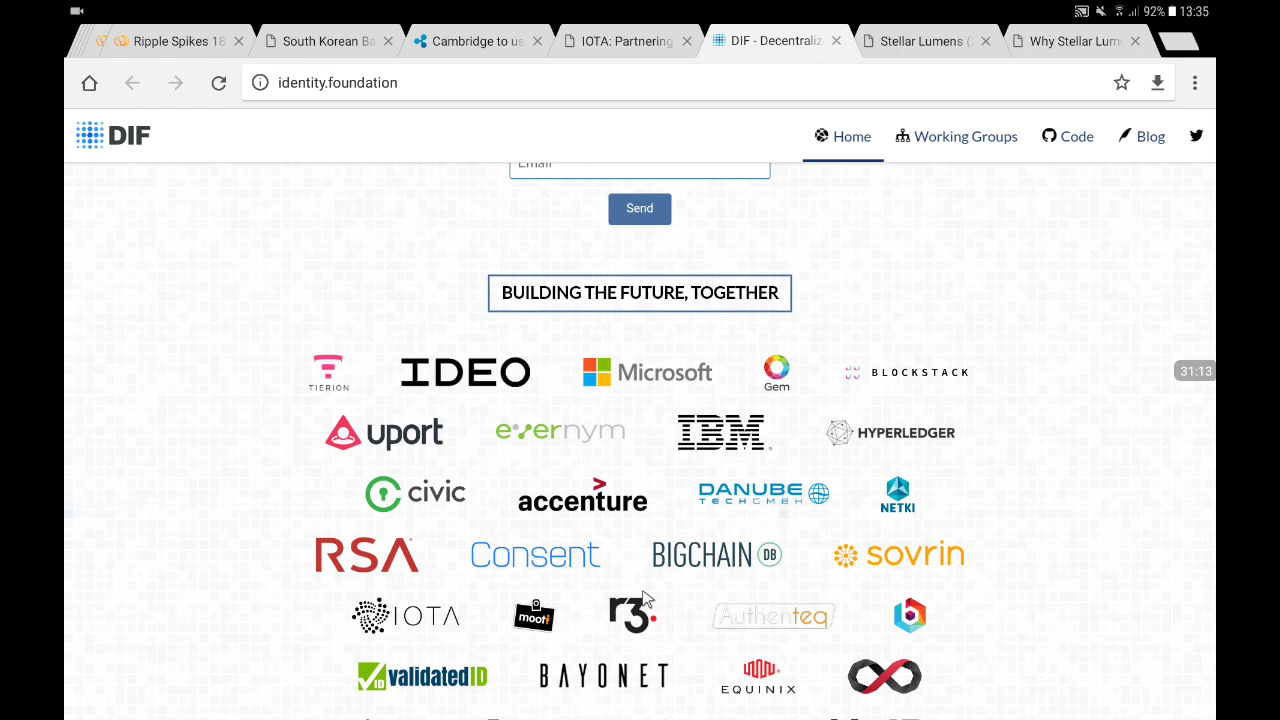 92% 13:35
Ripple Spikes 18 South Korean Ba Cambridge to us IOTA: Partnering DIF - Decentraliz Stellar Lumens ( Why Stellar Lum
identity.foundation
DIF Home Working Groups Code Blog
Email
Send
BUILDING THE FUTURE, TOGETHER
TIERION IDEO Microsoft Gem BLOCKSTACK
uport evernym IBM HYPERLEDGER
civic accenture DANUBE TECH GMBH NETKI
RSA Consent BIGCHAIN DB sovrin
IOTA mooti r3. Authenteq
ID validatedID BAYONET EQUINIX
31:13